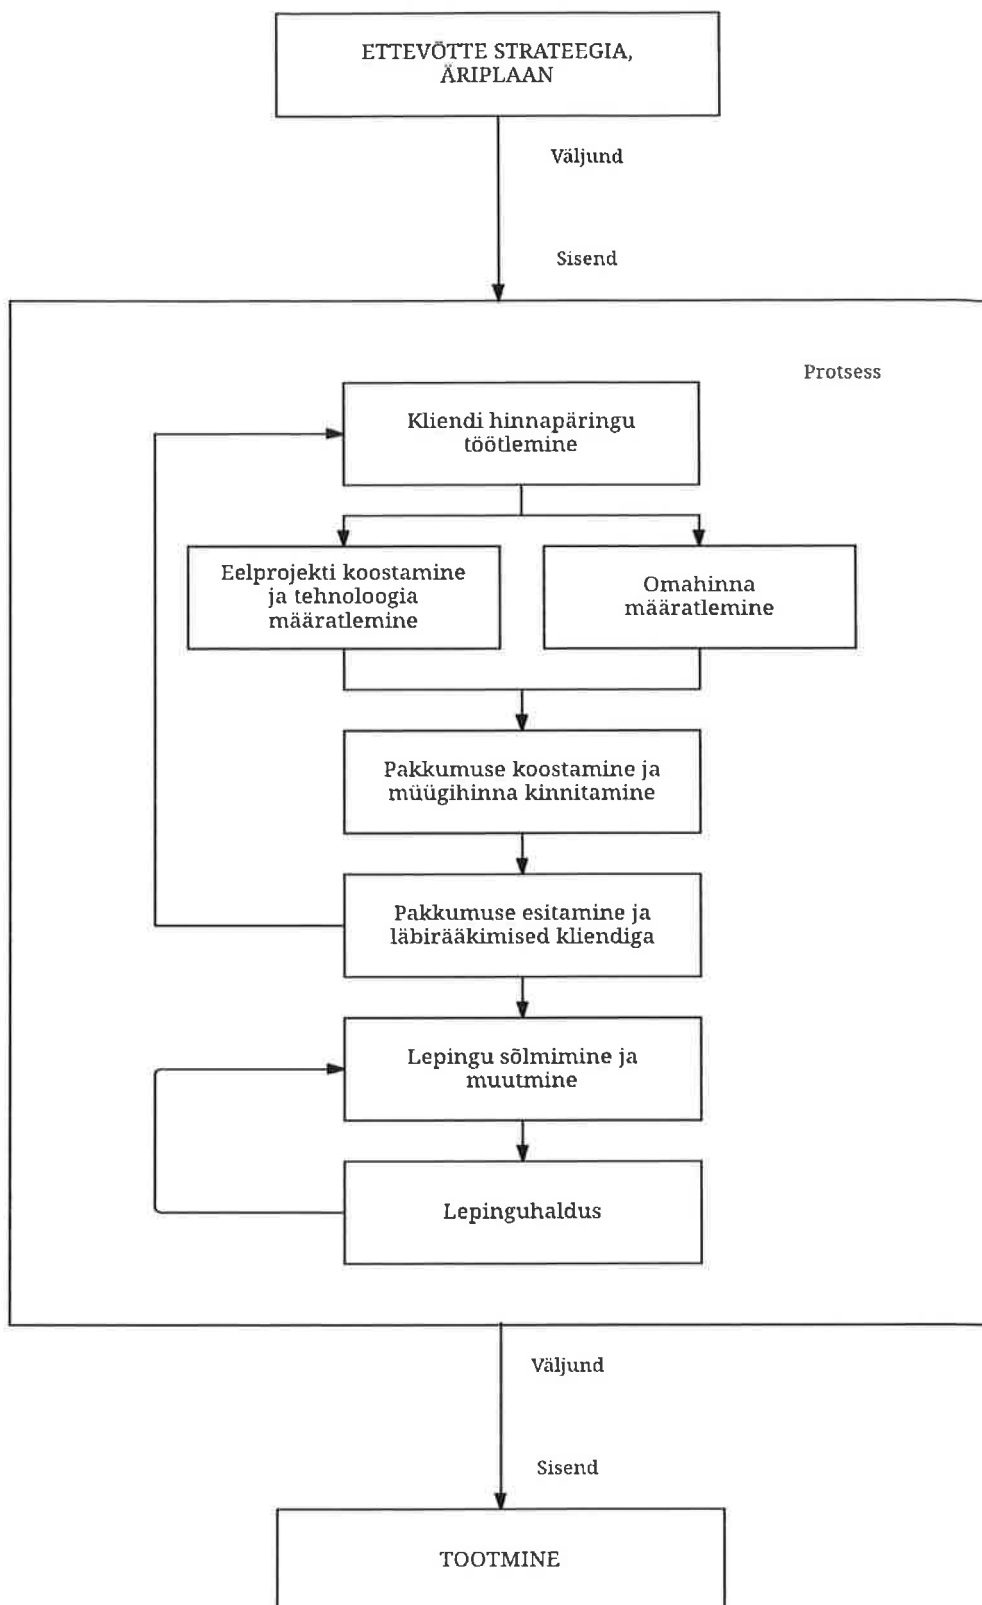 ETTEVÕTTE STRATEEGIA,
ÄRIPLAAN
Väljund
Sisend
Protsess
Kliendi hinnapäringu
töötlemine
Eelprojekti koostamine
ja tehnoloogia
määratlemine
Omahinna
määratlemine
Pakkumuse koostamine ja
müügihinna kinnitamine
Pakkumuse esitamine ja
läbirääkimised kliendiga
Lepingu sõlmimine ja
muutmine
Lepinguhaldus
Väljund
Sisend
TOOTMINE